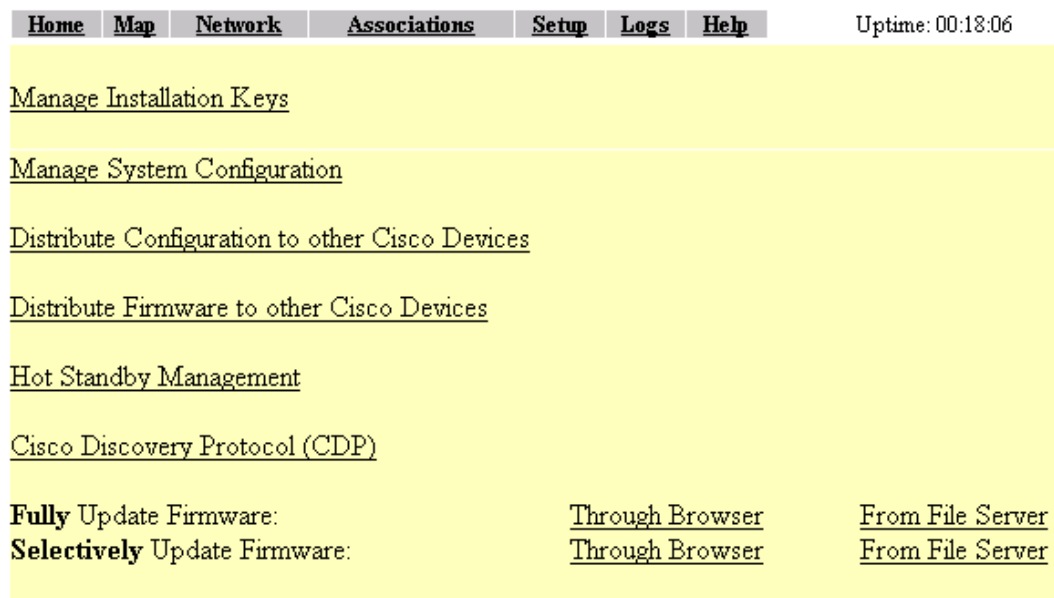 Home Map Network Associations Setup Logs Help Uptime: 00:18:06
Manage Installation Keys
Manage System Configuration
Distribute Configuration to other Cisco Devices
Distribute Firmware to other Cisco Devices
Hot Standby Management
Cisco Discovery Protocol (CDP)
Fully Update Firmware: Through Browser From File Server
Selectively Update Firmware: Through Browser From File Server